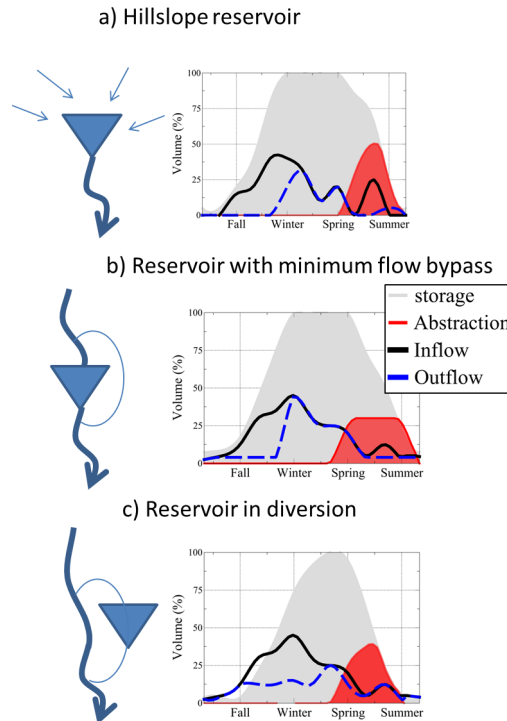 a) Hillslope reservoir
100
75
50
25
0
Volume (%)
Fall Winter Spring Summer
b) Reservoir with minimum flow bypass
storage
Abstraction
Inflow
Outflow
100
75
50
25
0
Volume (%)
Fall Winter Spring Summer
c) Reservoir in diversion
100
75
50
25
0
Volume (%)
Fall Winter Spring Summer